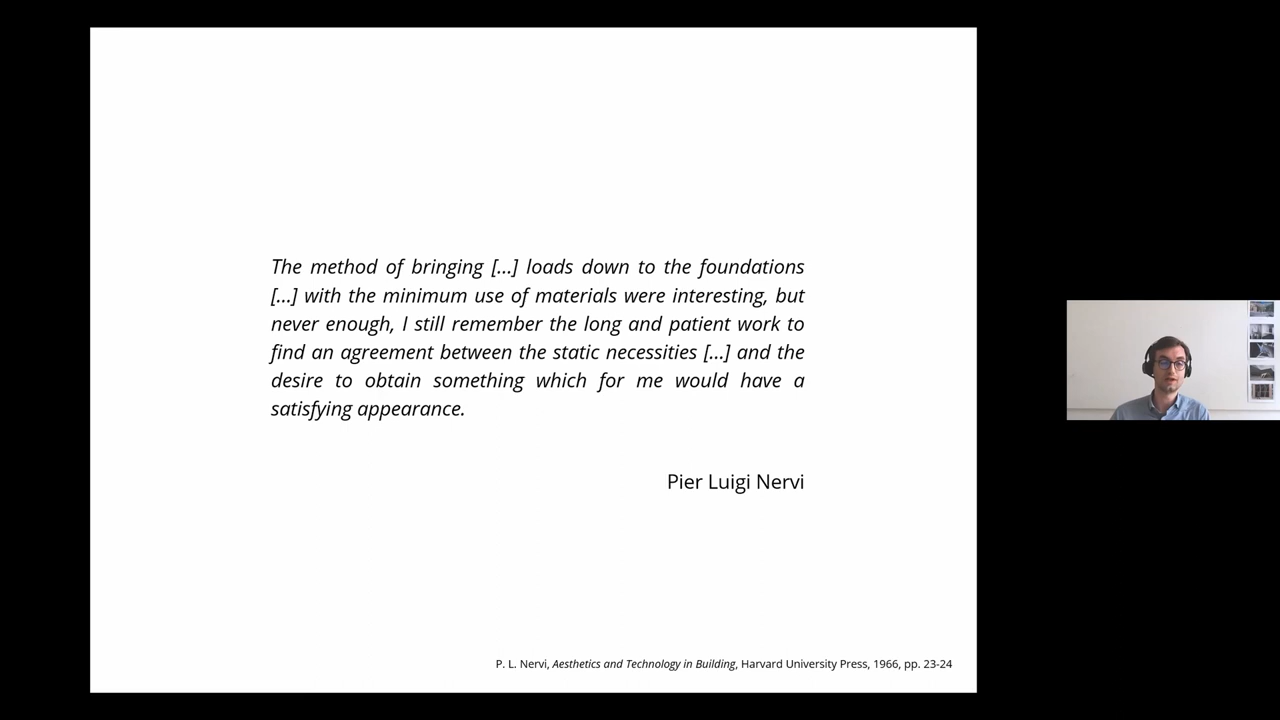 The method of bringing [...] loads down to the foundations
[...] with the minimum use of materials were interesting, but
never enough, I still remember the long and patient work to
find an agreement between the static necessities [...] and the
desire to obtain something which for me would have a
satisfying appearance.
Pier Luigi Nervi
P. L. Nervi, Aesthetics and Technology in Building, Harvard University Press, 1966, pp. 23-24